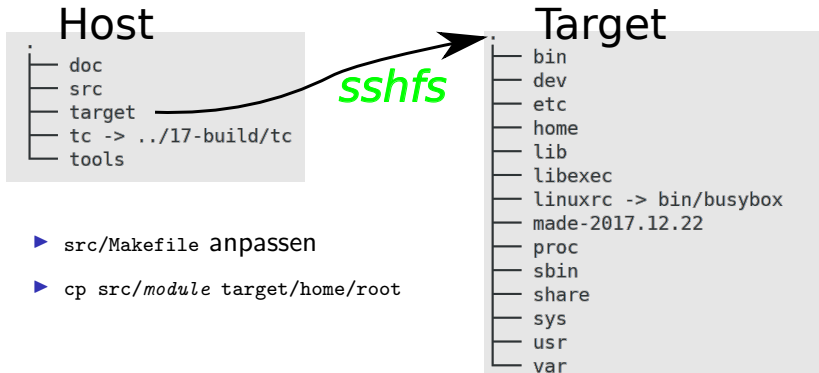 Host
.
├── doc
├── src
├── target
├── tc -> ../17-build/tc
└── tools
sshfs
▶ src/Makefile anpassen
▶ cp src/module target/home/root
Target
.
├── bin
├── dev
├── etc
├── home
├── lib
├── libexec
├── linuxrc -> bin/busybox
├── made-2017.12.22
├── proc
├── sbin
├── share
├── sys
├── usr
└── var